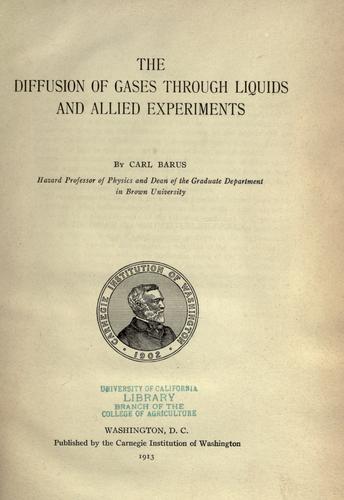 THE
DIFFUSION OF GASES THROUGH LIQUIDS
AND ALLIED EXPERIMENTS
BY CARL BARUS
Hazard Professor of Physics and Dean of the Graduate Department
in Brown University
CARNEGIE INSTITUTION OF WASHINGTON
1902
UNIVERSITY OF CALIFORNIA
LIBRARY
BRANCH OF THE
COLLEGE OF AGRICULTURE
WASHINGTON, D. C.
Published by the Carnegie Institution of Washington
1913